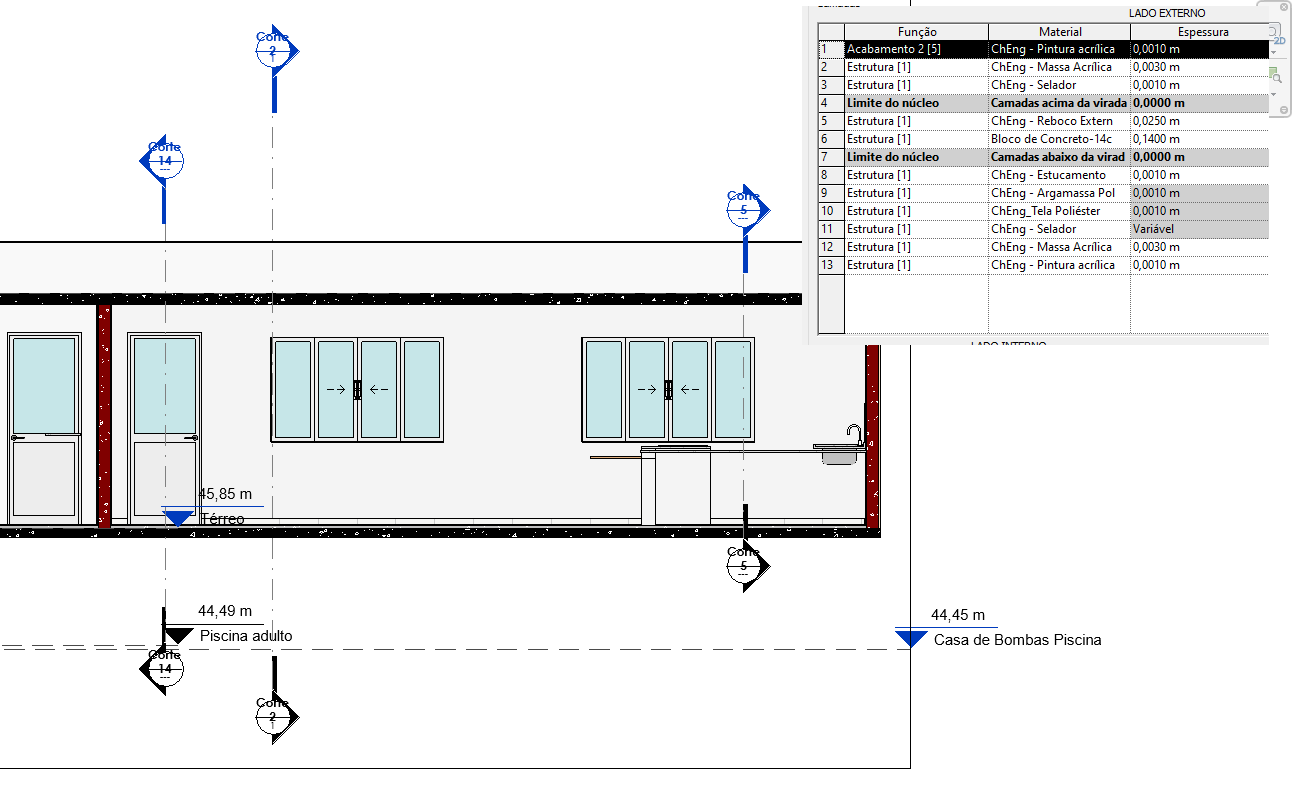 LADO EXTERNO
Função Material Espessura
1 Acabamento 2 [5] ChEng - Pintura acrílica 0,0010 m
2 Estrutura [1] ChEng - Massa Acrílica 0,0030 m
3 Estrutura [1] ChEng - Selador 0,0010 m
4 Limite do núcleo Camadas acima da virada 0,0000 m
5 Estrutura [1] ChEng - Reboco Extern 0,0250 m
6 Estrutura [1] Bloco de Concreto-14c 0,1400 m
7 Limite do núcleo Camadas abaixo da virad 0,0000 m
8 Estrutura [1] ChEng - Estucamento 0,0010 m
9 Estrutura [1] ChEng - Argamassa Pol 0,0010 m
10 Estrutura [1] ChEng_Tela Poliéster 0,0010 m
11 Estrutura [1] ChEng - Selador Variável
12 Estrutura [1] ChEng - Massa Acrílica 0,0030 m
13 Estrutura [1] ChEng - Pintura acrílica 0,0010 m
LADO INTERNO
2D
Corte
2
Corte
14
---
Corte
5
---
45,85 m
Térreo
Corte
5
---
44,49 m
Piscina adulto
44,45 m
Casa de Bombas Piscina
Corte
14
---
Corte
2